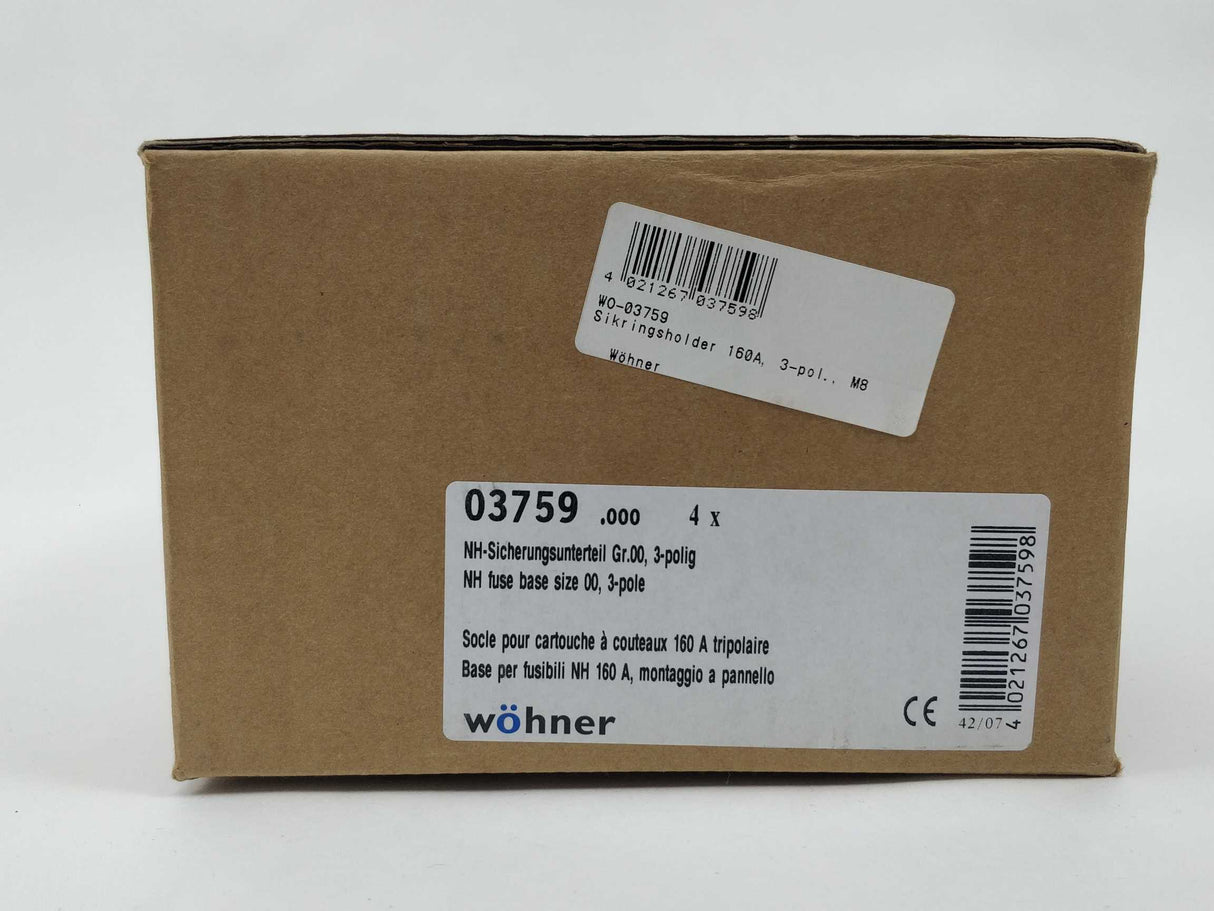 4 021267 037598
WO-03759
Sikringsholder 160A, 3-pol., M8
Wöhner
03759 .000 4 x
NH-Sicherungsunterteil Gr.00, 3-polig
NH fuse base size 00, 3-pole
Socle pour cartouche à couteaux 160 A tripolaire
Base per fusibili NH 160 A, montaggio a pannello
wöhner
CE
42/07
4 021267 037598